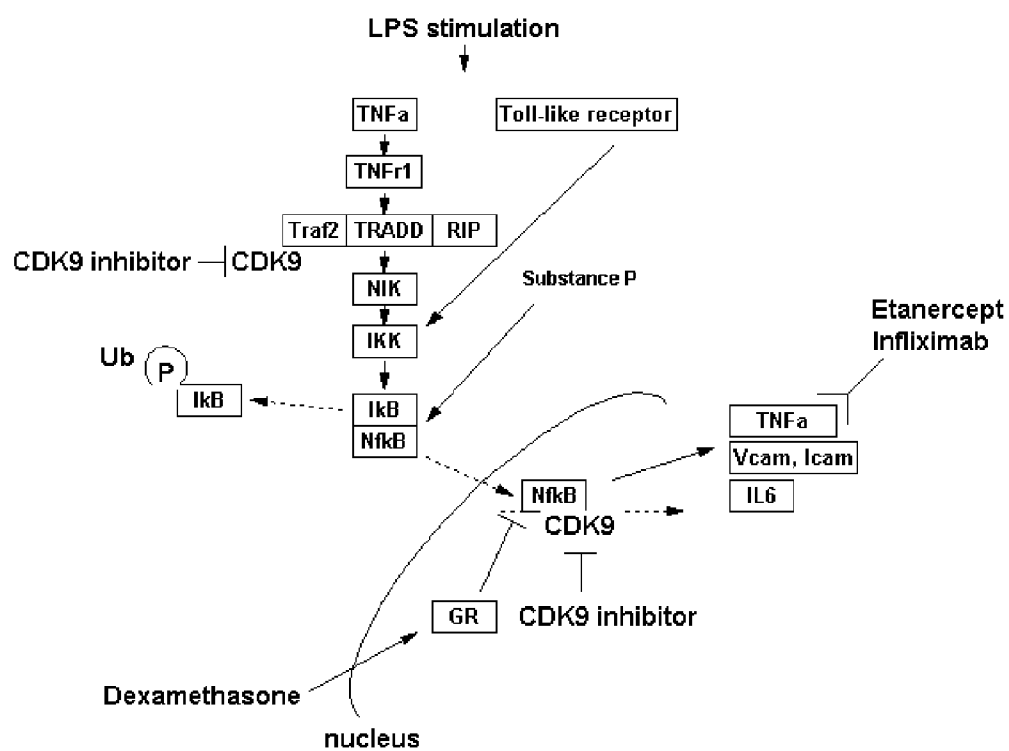 LPS stimulation
TNFa
Toll-like receptor
TNFr1
Traf2 TRADD RIP
CDK9 inhibitor
CDK9
NIK
Substance P
Etanercept
Infliximab
IKK
Ub
P
IkB
IkB
NfkB
TNFa
Vcam, Icam
IL6
NfkB
CDK9
GR
CDK9 inhibitor
Dexamethasone
nucleus